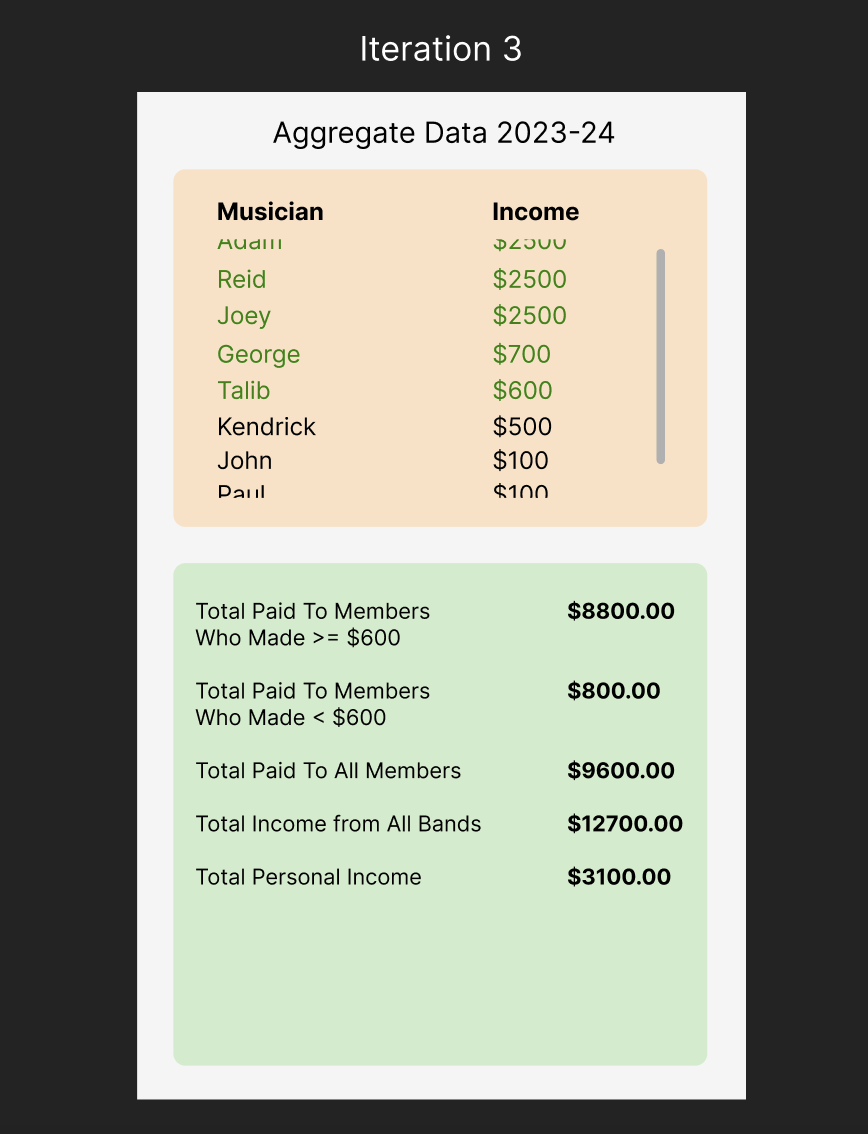 Iteration 3
Aggregate Data 2023-24
Musician Income
Adam $2500
Reid $2500
Joey $2500
George $700
Talib $600
Kendrick $500
John $100
Paul $100
Total Paid To Members $8800.00
Who Made >= $600
Total Paid To Members $800.00
Who Made < $600
Total Paid To All Members $9600.00
Total Income from All Bands $12700.00
Total Personal Income $3100.00